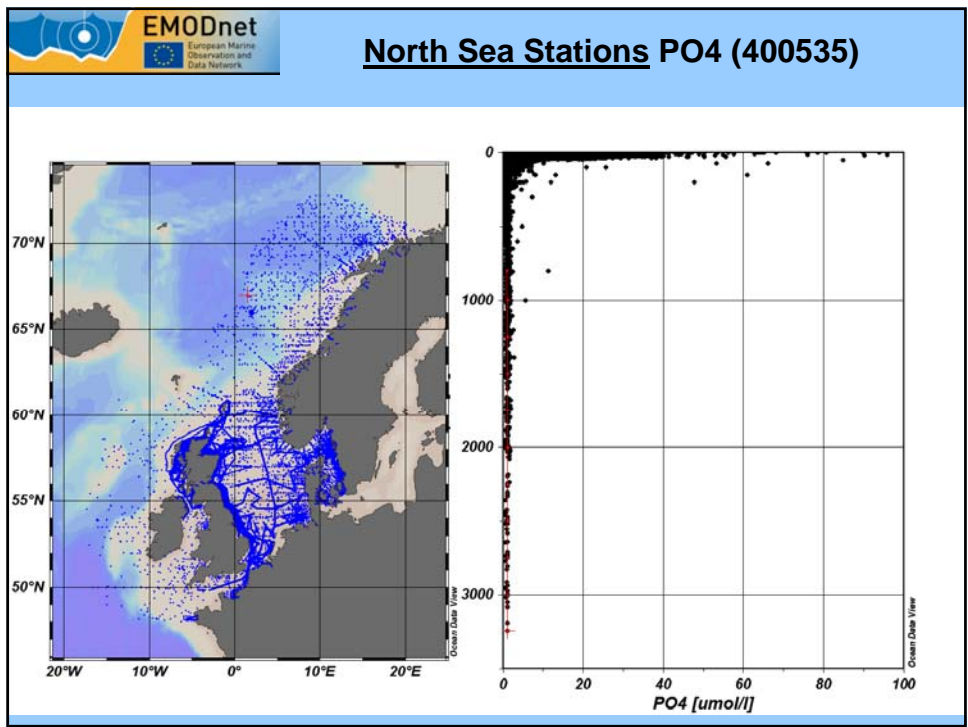 EMODnet
European Marine
Observation and
Data Network
North Sea Stations PO4 (400535)
70°N
65°N
60°N
55°N
50°N
20°W
10°W
0°
10°E
20°E
Ocean Data View
0
1000
2000
3000
0
20
40
60
80
100
PO4 [umol/l]
Ocean Data View